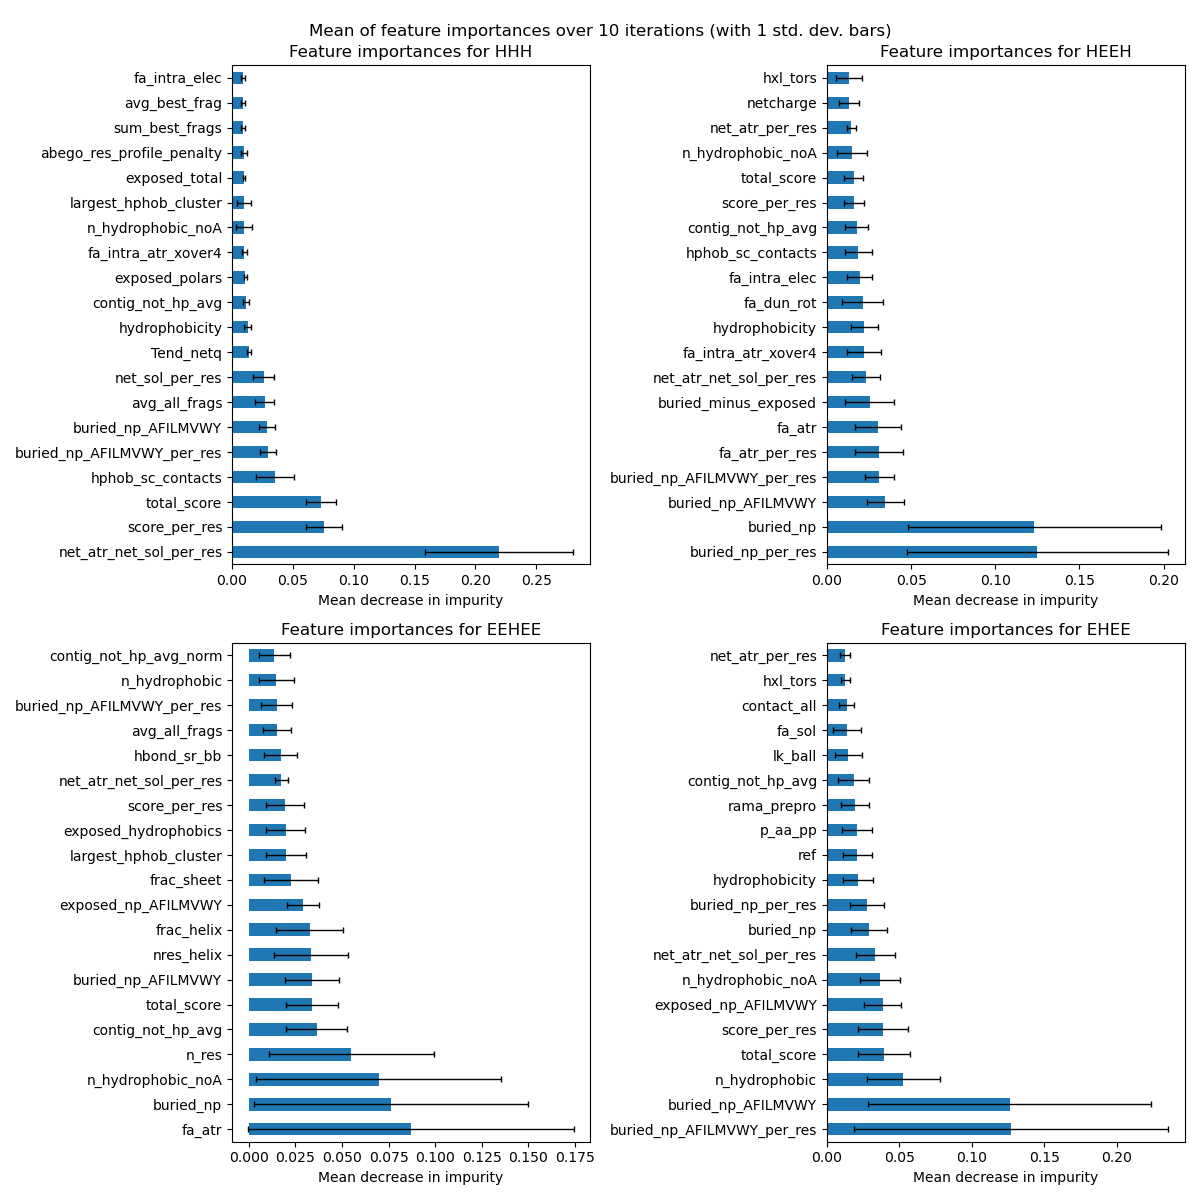 Mean of feature importances over 10 iterations (with 1 std. dev. bars)
Feature importances for HHH
fa_intra_elec
avg_best_frag
sum_best_frags
abego_res_profile_penalty
exposed_total
largest_hphob_cluster
n_hydrophobic_noA
fa_intra_atr_xover4
exposed_polars
contig_not_hp_avg
hydrophobicity
Tend_netq
net_sol_per_res
avg_all_frags
buried_np_AFILMVWY
buried_np_AFILMVWY_per_res
hphob_sc_contacts
total_score
score_per_res
net_atr_net_sol_per_res
0.00 0.05 0.10 0.15 0.20 0.25
Mean decrease in impurity
Feature importances for HEEH
hxl_tors
netcharge
net_atr_per_res
n_hydrophobic_noA
total_score
score_per_res
contig_not_hp_avg
hphob_sc_contacts
fa_intra_elec
fa_dun_rot
hydrophobicity
fa_intra_atr_xover4
net_atr_net_sol_per_res
buried_minus_exposed
fa_atr
fa_atr_per_res
buried_np_AFILMVWY_per_res
buried_np_AFILMVWY
buried_np
buried_np_per_res
0.00 0.05 0.10 0.15 0.20
Mean decrease in impurity
Feature importances for EEHEE
contig_not_hp_avg_norm
n_hydrophobic
buried_np_AFILMVWY_per_res
avg_all_frags
hbond_sr_bb
net_atr_net_sol_per_res
score_per_res
exposed_hydrophobics
largest_hphob_cluster
frac_sheet
exposed_np_AFILMVWY
frac_helix
nres_helix
buried_np_AFILMVWY
total_score
contig_not_hp_avg
n_res
n_hydrophobic_noA
buried_np
fa_atr
0.000 0.025 0.050 0.075 0.100 0.125 0.150 0.175
Mean decrease in impurity
Feature importances for EHEE
net_atr_per_res
hxl_tors
contact_all
fa_sol
lk_ball
contig_not_hp_avg
rama_prepro
p_aa_pp
ref
hydrophobicity
buried_np_per_res
buried_np
net_atr_net_sol_per_res
n_hydrophobic_noA
exposed_np_AFILMVWY
score_per_res
total_score
n_hydrophobic
buried_np_AFILMVWY
buried_np_AFILMVWY_per_res
0.00 0.05 0.10 0.15 0.20
Mean decrease in impurity